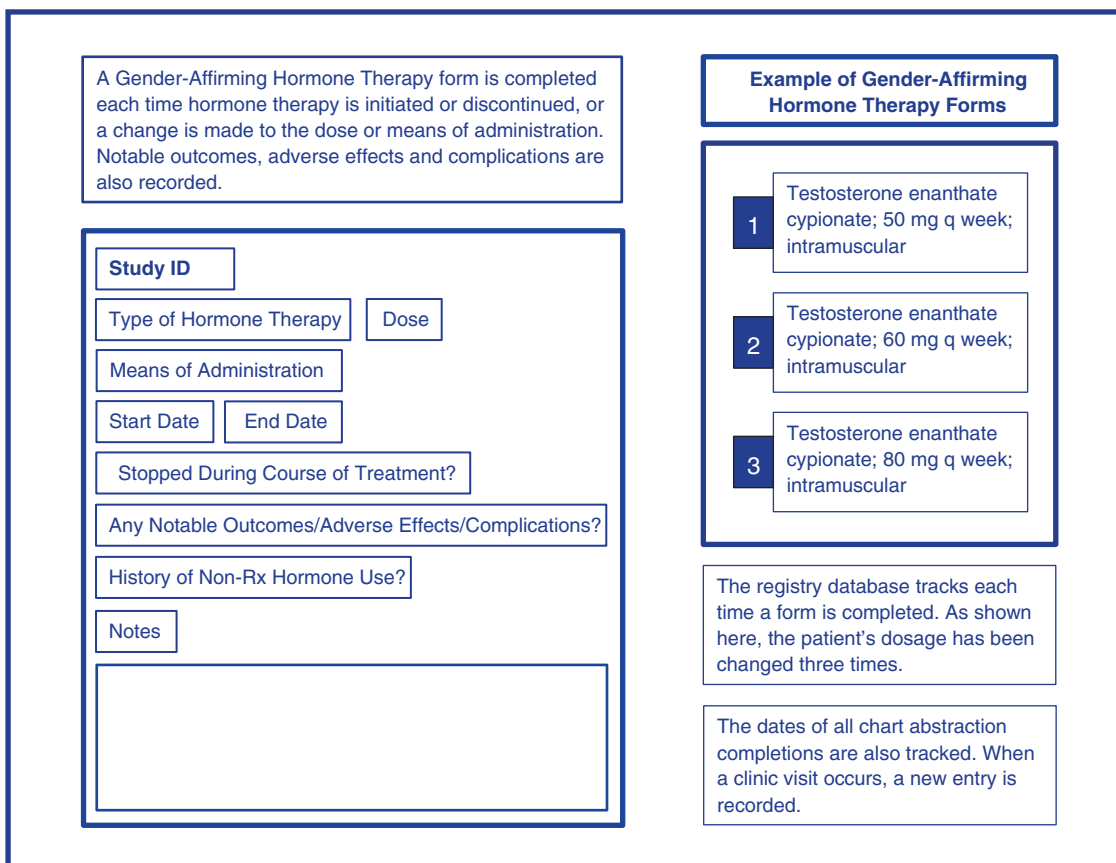 A Gender-Affirming Hormone Therapy form is completed
each time hormone therapy is initiated or discontinued, or
a change is made to the dose or means of administration.
Notable outcomes, adverse effects and complications are
also recorded.
Study ID
Type of Hormone Therapy
Dose
Means of Administration
Start Date
End Date
Stopped During Course of Treatment?
Any Notable Outcomes/Adverse Effects/Complications?
History of Non-Rx Hormone Use?
Notes
Example of Gender-Affirming
Hormone Therapy Forms
1
Testosterone enanthate
cypionate; 50 mg q week;
intramuscular
2
Testosterone enanthate
cypionate; 60 mg q week;
intramuscular
3
Testosterone enanthate
cypionate; 80 mg q week;
intramuscular
The registry database tracks each
time a form is completed. As shown
here, the patient’s dosage has been
changed three times.
The dates of all chart abstraction
completions are also tracked. When
a clinic visit occurs, a new entry is
recorded.